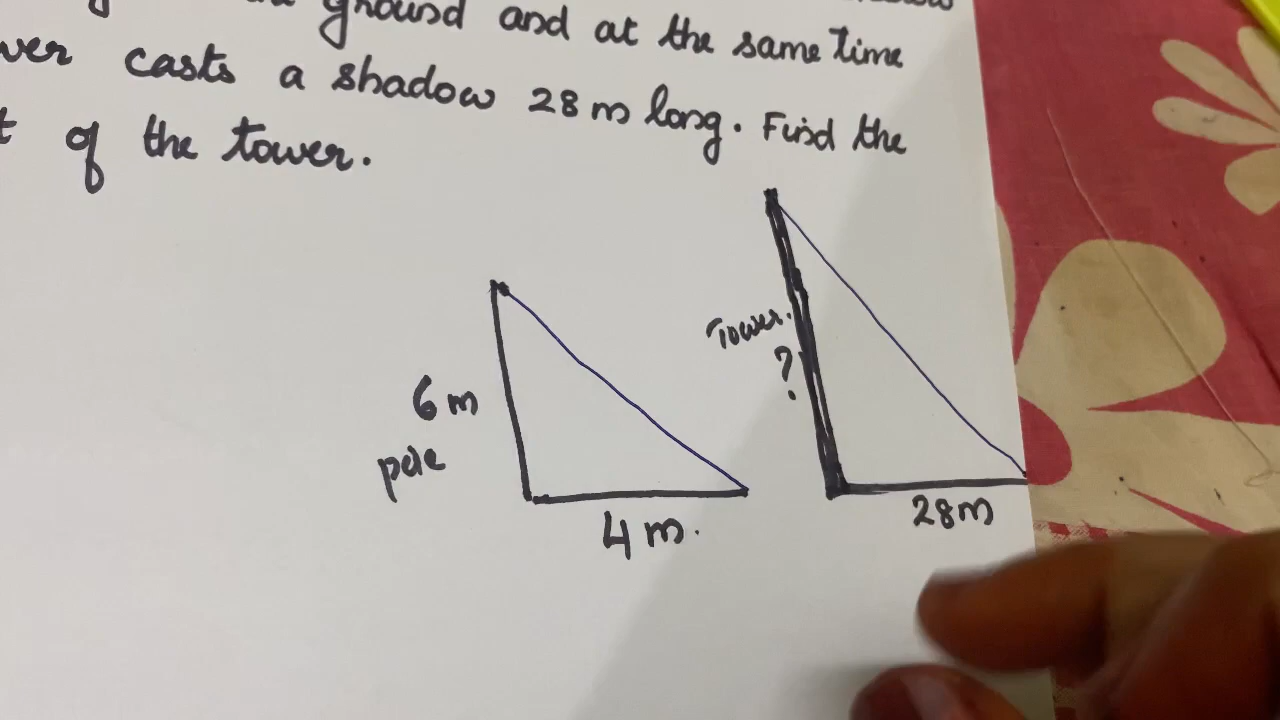 ground and at the same time
casts a shadow 28 m long. Find the
of the tower.
Tower.
?
6 m
pole
4 m.
28m